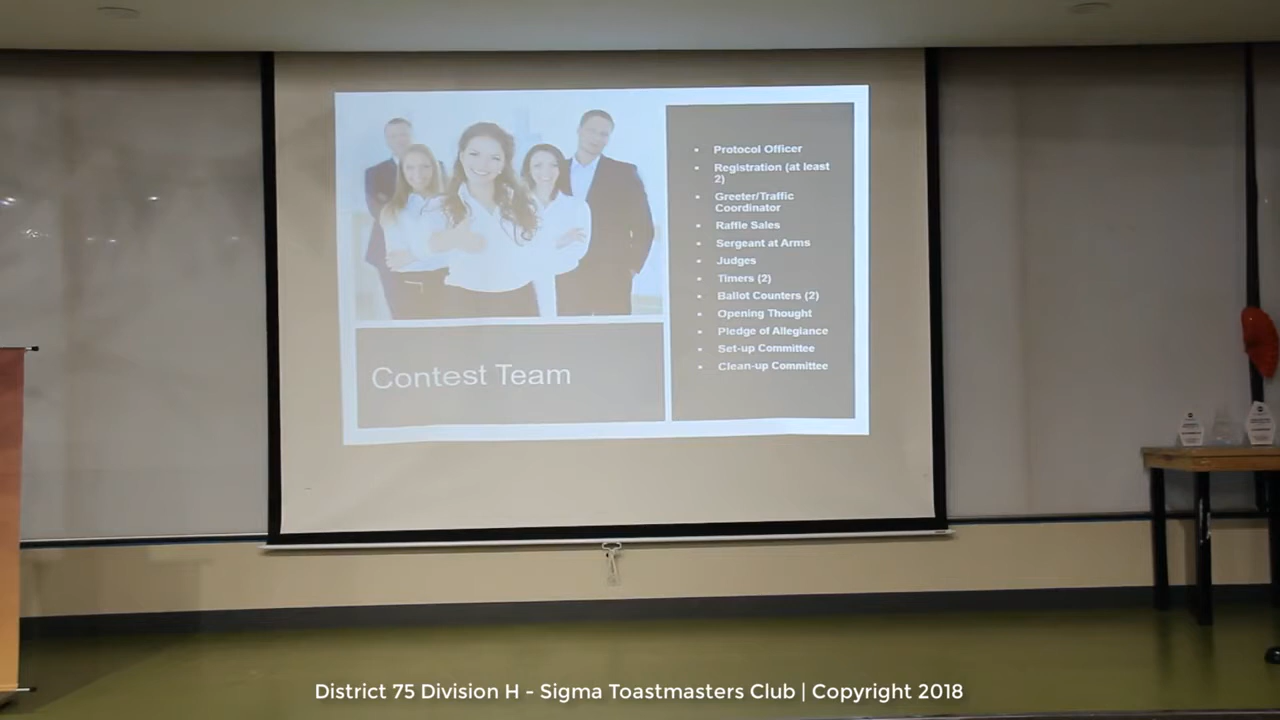 Protocol Officer
Registration (at least
2)
Greeter/Traffic
Coordinator
Raffle Sales
Sergeant at Arms
Judges
Timers (2)
Ballot Counters (2)
Opening Thought
Pledge of Allegiance
Set-up Committee
Clean-up Committee
Contest Team
District 75 Division H - Sigma Toastmasters Club | Copyright 2018